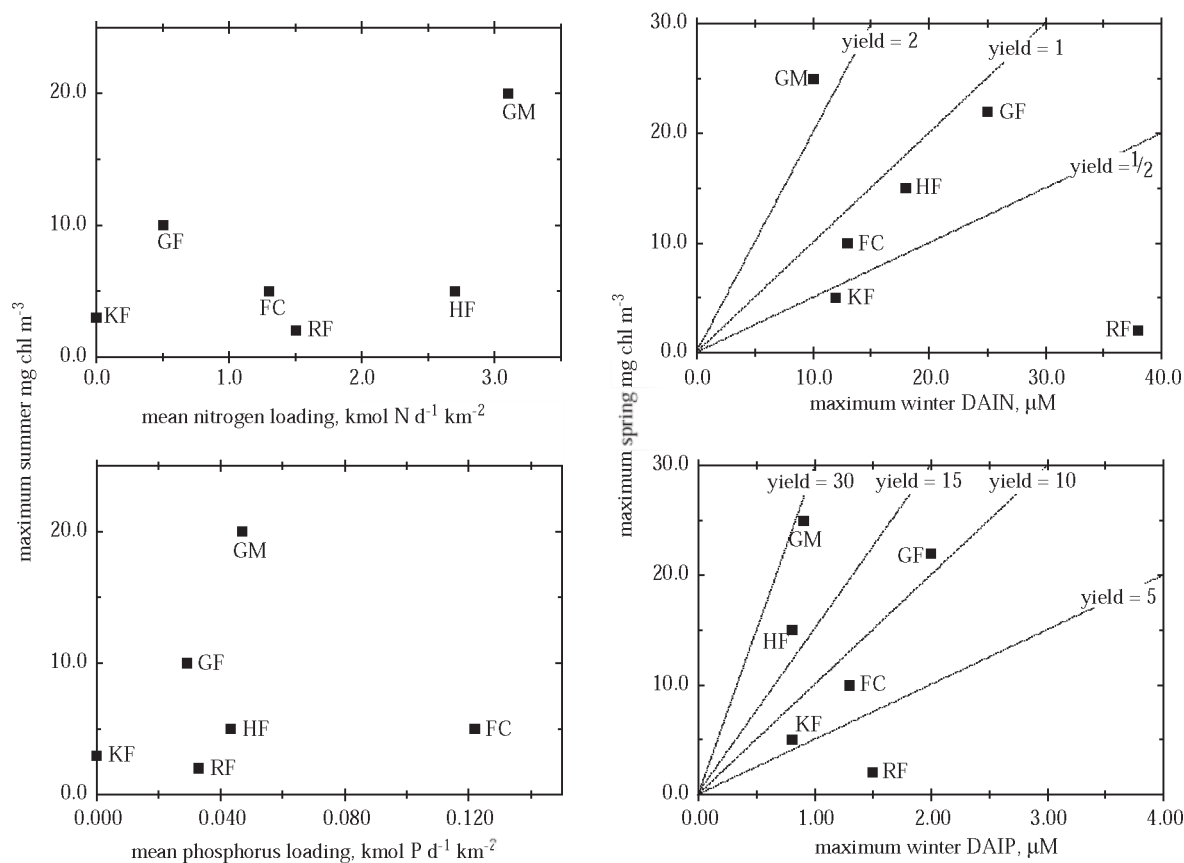 maximum summer mg chl m-3
20.0
10.0
0.0
GM
GF
FC
HF
KF
RF
0.0 1.0 2.0 3.0
mean nitrogen loading, kmol N d-1 km-2
maximum spring mg chl m-3
30.0
20.0
10.0
0.0
yield = 2
yield = 1
GM
GF
yield = 1/2
HF
FC
KF
RF
0.0 10.0 20.0 30.0 40.0
maximum winter DAIN, μM
20.0
10.0
0.0
GM
GF
HF
FC
KF
RF
0.000 0.040 0.080 0.120
mean phosphorus loading, kmol P d-1 km-2
30.0
20.0
10.0
0.0
yield = 30 yield = 15 yield = 10
GM
GF
yield = 5
HF
FC
KF
RF
0.00 1.00 2.00 3.00 4.00
maximum winter DAIP, μM